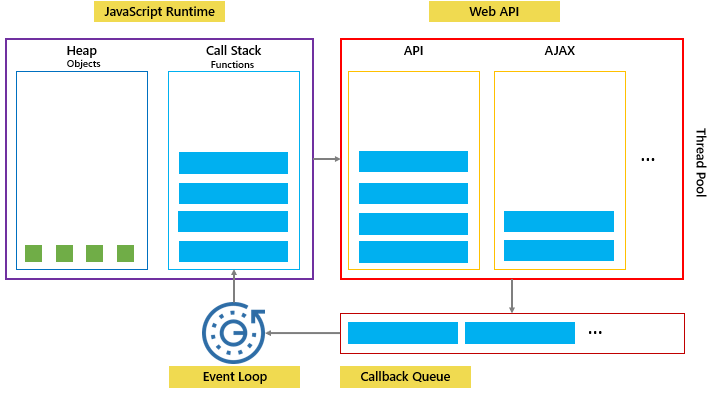 JavaScript Runtime
Web API
Heap
Objects
Call Stack
Functions
API
AJAX
...
Thread Pool
...
Event Loop
Callback Queue